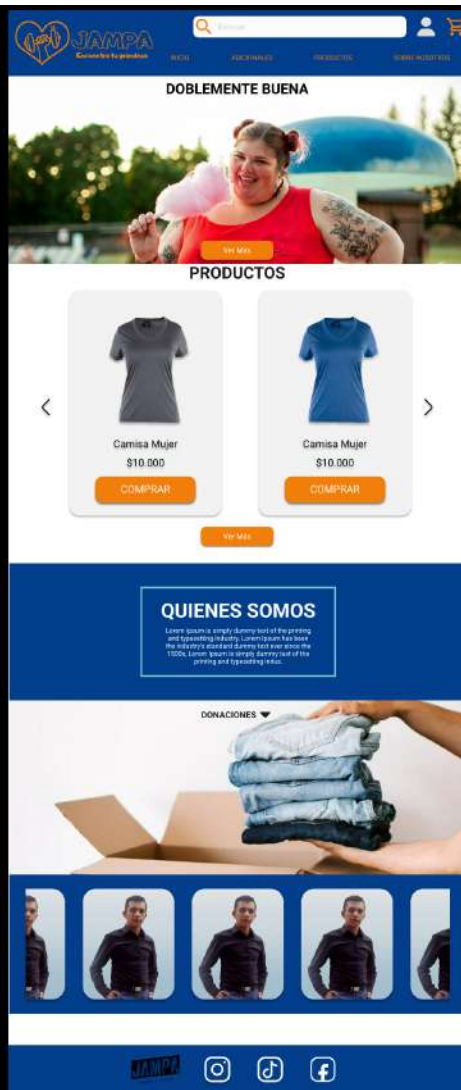 JAMPA
Encuentra tu prenda
Buscar
INICIO
ADICIONALES
PRODUCTOS
SOBRE NOSOTROS
DOBLEMENTE BUENA
Ver Más
PRODUCTOS
Camisa Mujer
$10.000
COMPRAR
Camisa Mujer
$10.000
COMPRAR
Ver Más
QUIENES SOMOS
Lorem Ipsum is simply dummy text of the printing
and typesetting industry. Lorem Ipsum has been
the industry's standard dummy text ever since the
1500s, Lorem Ipsum is simply dummy text of the
printing and typesetting indus.
DONACIONES
JAMPA